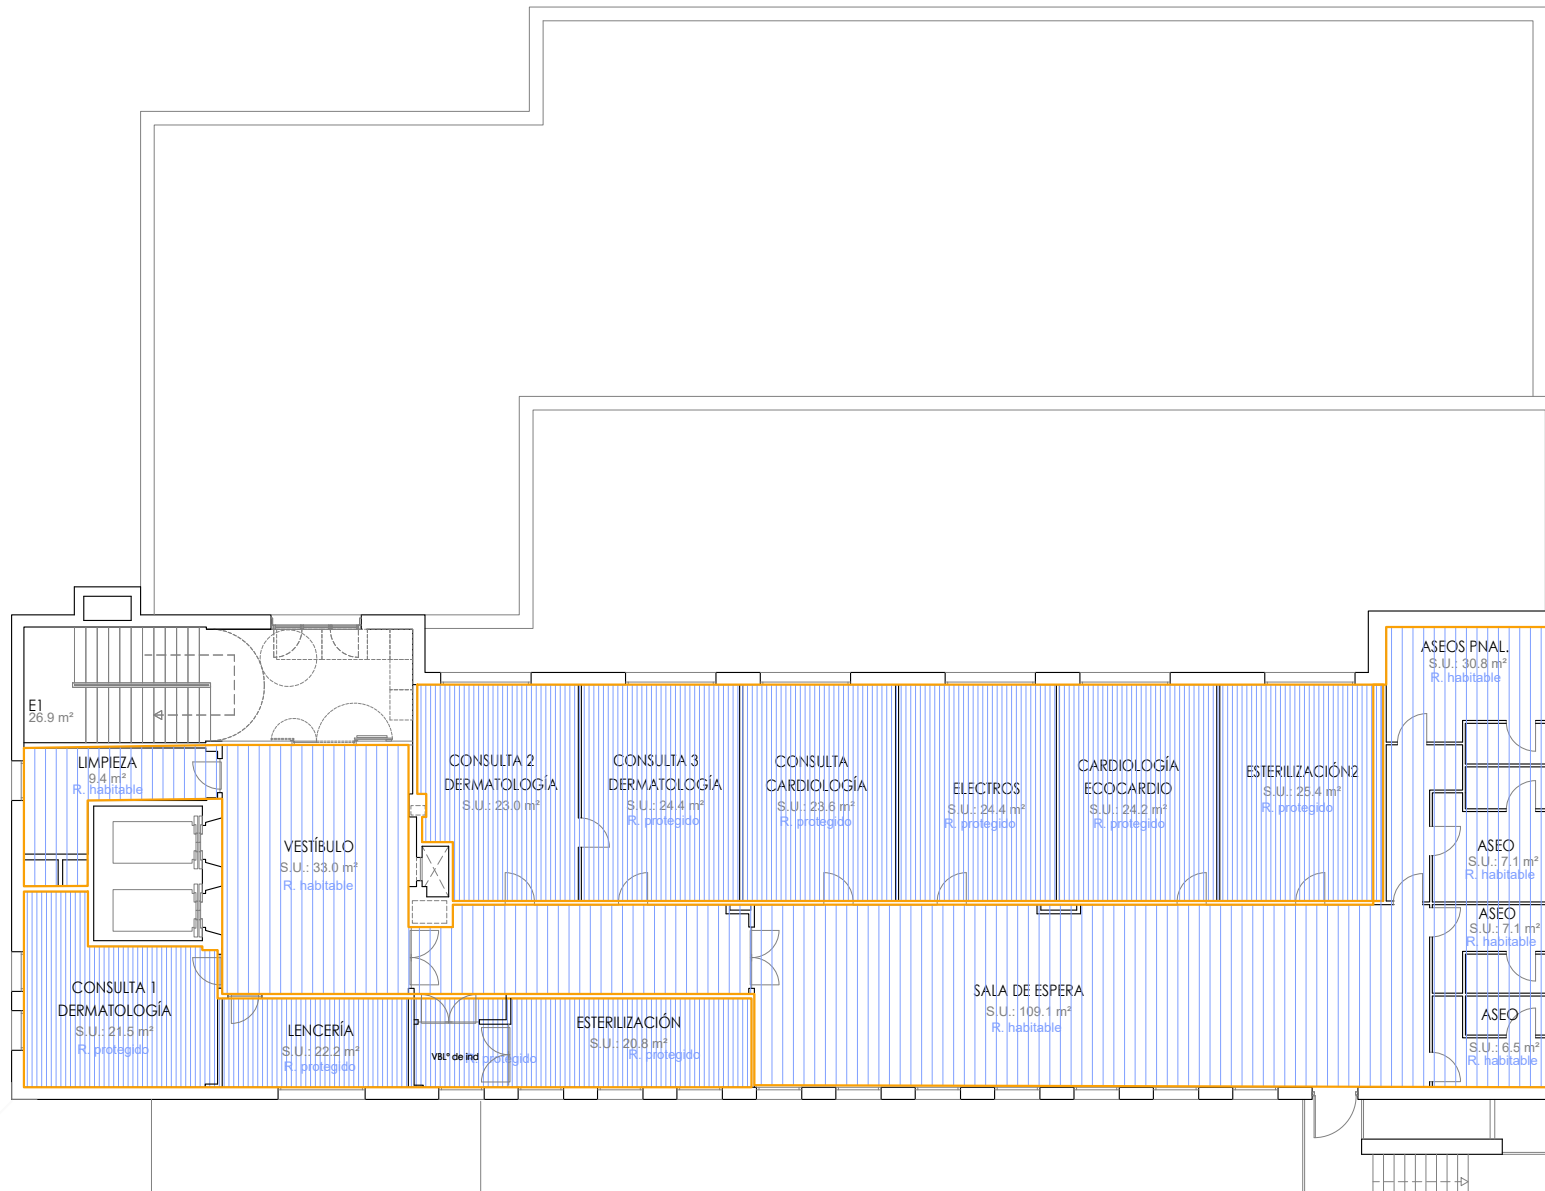 E1
26.9 m²
LIMPIEZA
9.4 m²
R. habitable
VESTÍBULO
S.U.: 33.0 m²
R. habitable
CONSULTA 1
DERMATOLOGÍA
S.U.: 21.5 m²
R. protegido
LENCERÍA
S.U.: 22.2 m²
R. protegido
VBLº de ind
protegido
ESTERILIZACIÓN
S.U.: 20.8 m²
R. protegido
CONSULTA 2
DERMATOLOGÍA
S.U.: 23.0 m²
CONSULTA 3
DERMATOLOGÍA
S.U.: 24.4 m²
R. protegido
CONSULTA
CARDIOLOGÍA
S.U.: 23.6 m²
R. protegido
ELECTROS
S.U.: 24.4 m²
R. protegido
CARDIOLOGÍA
ECOCARDIO
S.U.: 24.2 m²
R. protegido
ESTERILIZACIÓN2
S.U.: 25.4 m²
R. protegido
SALA DE ESPERA
S.U.: 109.1 m²
R. habitable
ASEOS PNAL.
S.U.: 30.8 m²
R. habitable
ASEO
S.U.: 7.1 m²
R. habitable
ASEO
S.U.: 7.1 m²
R. habitable
ASEO
S.U.: 6.5 m²
R. habitable